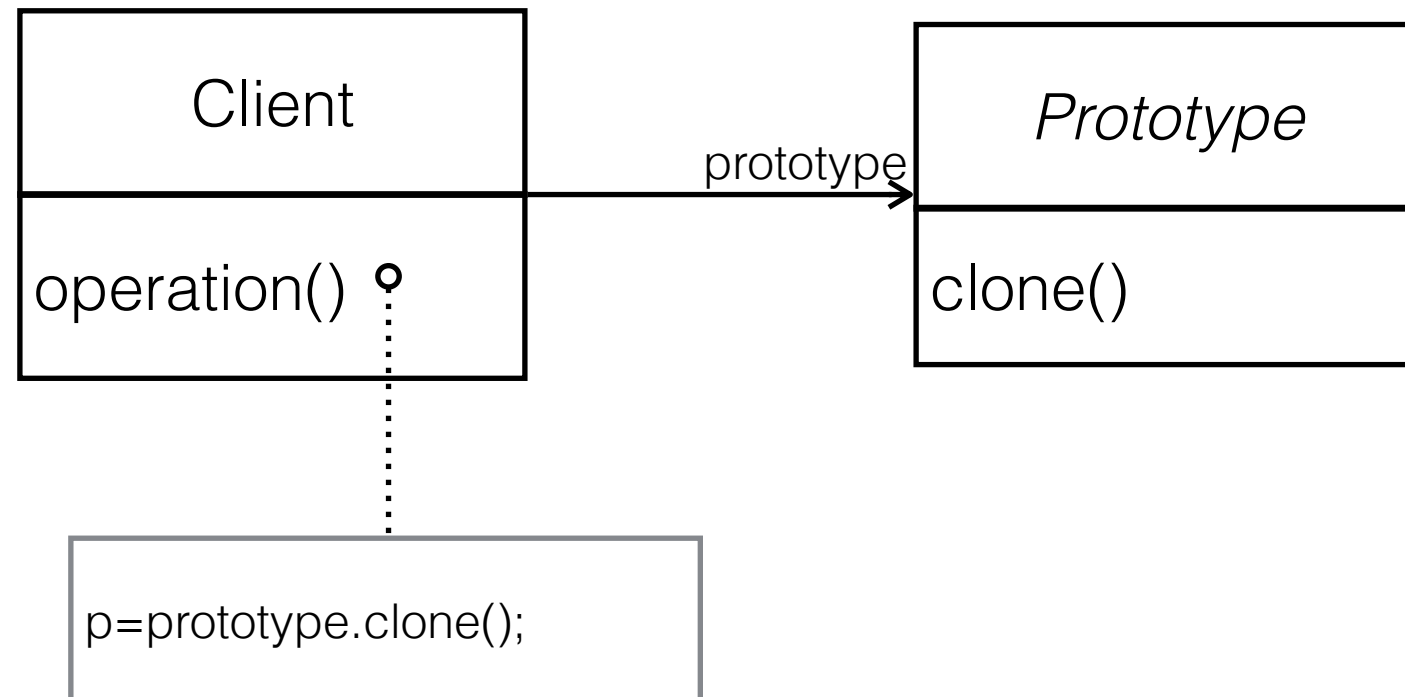 Client
Prototype
prototype
operation()
clone()
p=prototype.clone();